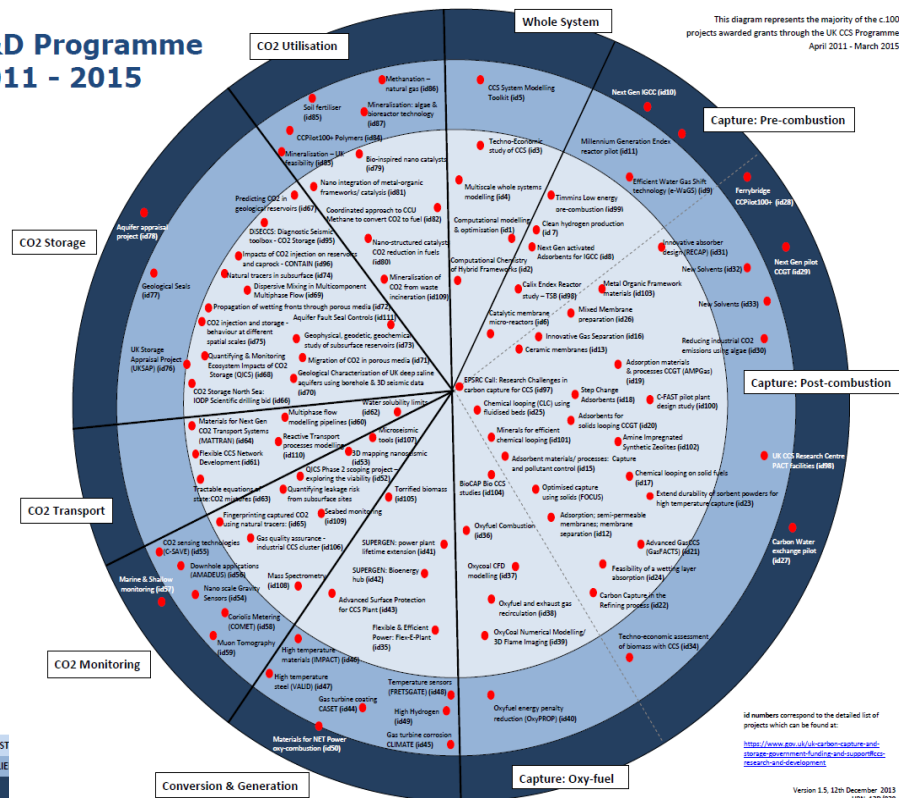 &D Programme
011 - 2015
This diagram represents the majority of the c.100
projects awarded grants through the UK CCS Programme
April 2011 - March 2015
Whole System
CO2 Utilisation
Capture: Pre-combustion
CO2 Storage
Capture: Post-combustion
CO2 Transport
CO2 Monitoring
Conversion & Generation
Capture: Oxy-fuel
Methanation –
natural gas (id86)
Soil fertiliser
(id85)
Mineralisation: algae &
bioreactor technology
(id87)
CCPilot100+ Polymers (id84)
Mineralisation – UK
feasibility (id85)
Bio-inspired nano catalysts
(id79)
Nano integration of metal-organic
frameworks/ catalysis (id81)
Coordinated approach to CCU
Methane to convert CO2 to fuel (id82)
Nano-structured catalysts
CO2 reduction in fuels
(id80)
Mineralisation of
CO2 from waste
incineration (id109)
CCS System Modelling
Toolkit (id5)
Techno-Economic
study of CCS (id3)
Multiscale whole systems
modelling (id4)
Computational modelling
& optimisation (id1)
Computational Chemistry
of Hybrid Frameworks (id2)
Next Gen IGCC (id10)
Millennium Generation Endex
reactor pilot (id11)
Efficient Water Gas Shift
technology (e-WaGS) (id9)
Timmins Low energy
pre-combustion (id99)
Clean hydrogen production
(id 7)
Next Gen activated
Adsorbents for IGCC (id8)
Calix Endex Reactor
study – TSB (id98)
Metal Organic Framework
materials (id103)
Catalytic membrane
micro-reactors (id6)
Mixed Membrane
preparation (id26)
Innovative Gas Separation (id16)
Ceramic membranes (id13)
Ferrybridge
CCPilot100+ (id28)
Next Gen pilot
CCGT (id29)
Innovative absorber
design (RECAP) (id31)
New Solvents (id32)
New Solvents (id33)
Reducing industrial CO2
emissions using algae (id30)
Adsorption materials
& processes CCGT (AMPGas)
(id19)
EPSRC Call: Research Challenges in
carbon capture for CCS (id97)
Step Change
Adsorbents (id18)
C-FAST pilot plant
design study (id100)
Chemical looping (CLC) using
fluidised beds (id25)
Adsorbents for
solids looping CCGT (id20)
Minerals for efficient
chemical looping (id101)
Amine Impregnated
Synthetic Zeolites (id102)
UK CCS Research Centre
PACT facilities (id98)
Adsorbent materials/ processes: Capture
and pollutant control (id15)
Chemical looping on solid fuels
(id17)
BioCAP Bio CCS
studies (id104)
Optimised capture
using solids (FOCUS)
Extend durability of sorbent powders for
high temperature capture (id23)
Adsorption; semi-permeable
membranes; membrane
separation (id12)
Carbon Water
exchange pilot
(id27)
Advanced GasCCS
(GasFACTS) (id21)
Feasibility of a wetting layer
absorption (id24)
Carbon Capture in the
Refining process (id22)
Techno-economic assessment
of biomass with CCS (id34)
Oxyfuel Combustion
(id36)
Oxycoal CFD
modelling (id37)
Oxyfuel and exhaust gas
recirculation (id38)
OxyCoal Numerical Modelling/
3D Flame Imaging (id39)
Oxyfuel energy penalty
reduction (OxyPROP) (id40)
Aquifer appraisal
project (id78)
Geological Seals
(id77)
UK Storage
Appraisal Project
(UKSAP) (id76)
Predicting CO2 in
geological reservoirs (id67)
DiSECCS: Diagnostic Seismic
toolbox - CO2 Storage (id95)
Impacts of CO2 injection on reservoirs
and caprock - CONTAIN (id96)
Natural tracers in subsurface (id74)
Dispersive Mixing in Multicomponent
Multiphase Flow (id69)
Propagation of wetting fronts through porous media (id72)
Aquifer Fault Seal Controls (id111)
CO2 injection and storage -
behaviour at different
spatial scales (id75)
Geophysical, geodetic, geochemical
study of subsurface reservoirs (id73)
Quantifying & Monitoring
Ecosystem Impacts of CO2
Storage (QICS) (id68)
Migration of CO2 in porous media (id71)
Geological Characterisation of UK deep saline
aquifers using borehole & 3D seismic data
(id70)
CO2 Storage North Sea:
IODP Scientific drilling bid (id66)
Water solubility limits
(id62)
Materials for Next Gen
CO2 Transport Systems
(MATTRAN) (id64)
Multiphase flow
modelling pipelines (id60)
Flexible CCS Network
Development (id61)
Reactive Transport
processes modelling
(id110)
Microseismic
tools (id107)
3D mapping nanoseismic
(id53)
Tractable equations of
state:CO2 mixtures (id63)
QICS Phase 2 scoping project –
exploring the viability (id52)
Quantifying leakage risk
from subsurface sites
Torrified biomass
(id105)
Fingerprinting captured CO2
using natural tracers: (id65)
Seabed monitoring
(id109)
Gas quality assurance -
industrial CCS cluster (id106)
CO2 sensing technologies
(C-SAVE) (id55)
Downhole applications
(AMADEUS) (id56)
Marine & Shallow
monitoring (id57)
Nano scale Gravity
Sensors (id54)
Coriolis Metering
(COMET) (id58)
Muon Tomography
(id59)
Mass Spectrometry
(id108)
SUPERGEN: power plant
lifetime extension (id41)
SUPERGEN: Bioenergy
hub (id42)
Advanced Surface Protection
for CCS Plant (id43)
Flexible & Efficient
Power: Flex-E-Plant
(id35)
High temperature
materials (IMPACT) (id46)
High temperature
steel (VALID) (id47)
Gas turbine coating
CASET (id44)
Temperature sensors
(FRETSGATE) (id48)
High Hydrogen
(id49)
Gas turbine corrosion
CLIMATE (id45)
Materials for NET Power
oxy-combustion (id50)
id numbers correspond to the detailed list of
projects which can be found at:
https://www.gov.uk/uk-carbon-capture-and-
storage-government-funding-and-support#ccs-
research-and-development
Version 1.5, 12th December 2013